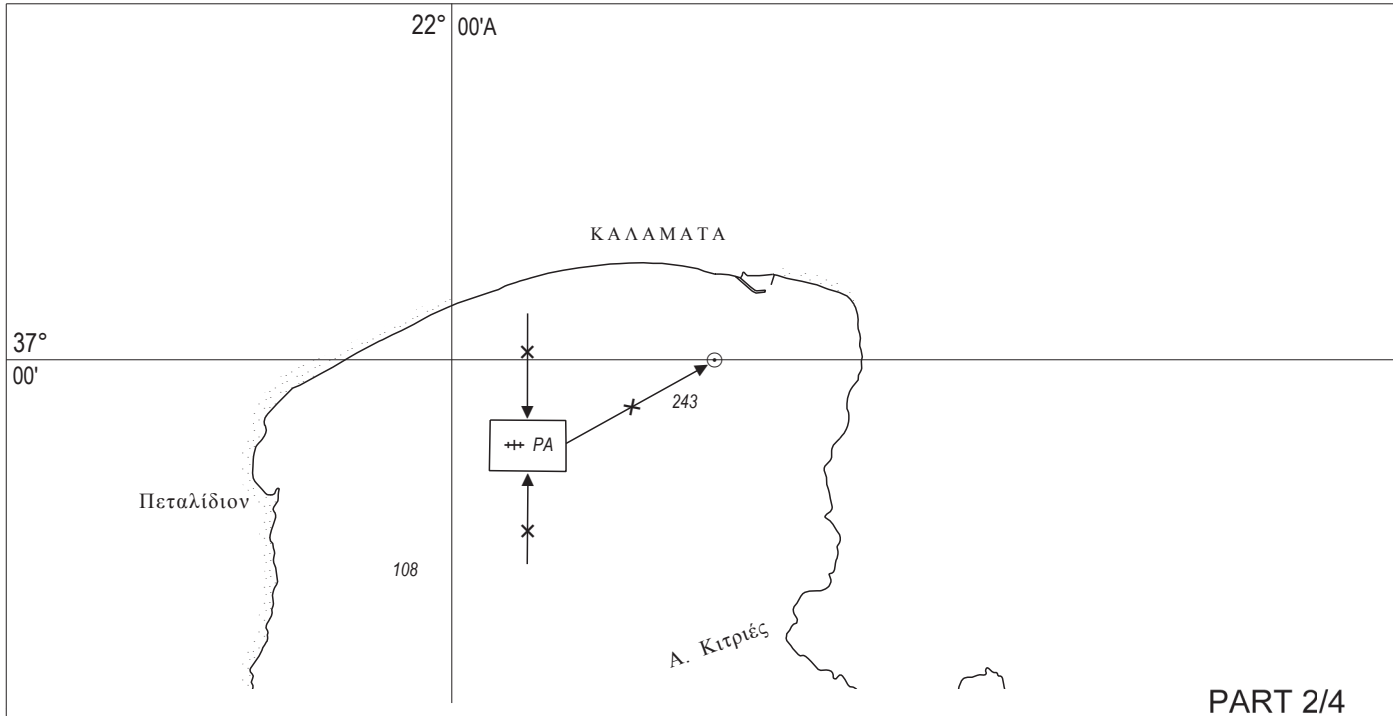 22° 00'A
ΚΑΛΑΜΑΤΑ
37°
00'
243
PA
Πεταλίδιον
108
Α. Κιτριές
PART 2/4